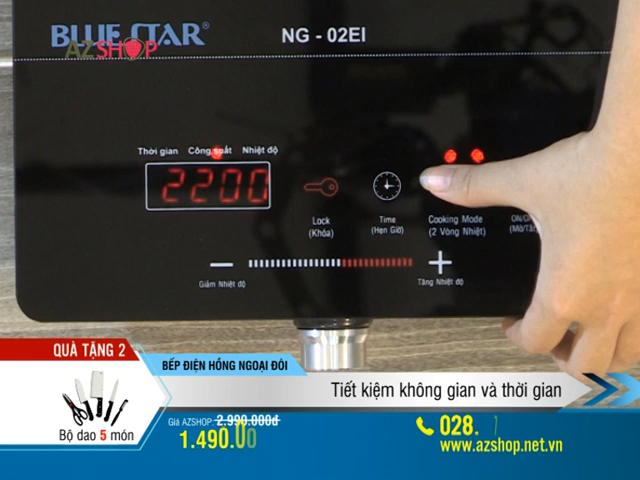 BLUE STAR®
AZSHOP
NG - 02EI
Thời gian Công suất Nhiệt độ
2200
Lock
(Khóa)
Time
(Hẹn Giờ)
Cooking Mode
(2 Vòng Nhiệt)
Giảm Nhiệt độ
Tăng Nhiệt độ
QUÀ TẶNG 2
BẾP ĐIỆN HỒNG NGOẠI ĐÔI
Tiết kiệm không gian và thời gian
Bộ dao 5 món
Giá AZSHOP 2.990.000đ
028.
www.azshop.net.vn